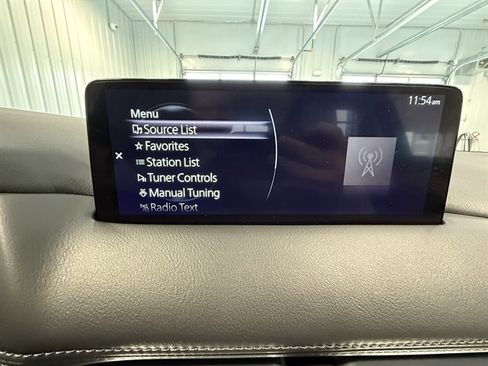 11:54am
Menu
Source List
Favorites
Station List
Tuner Controls
Manual Tuning
Radio Text